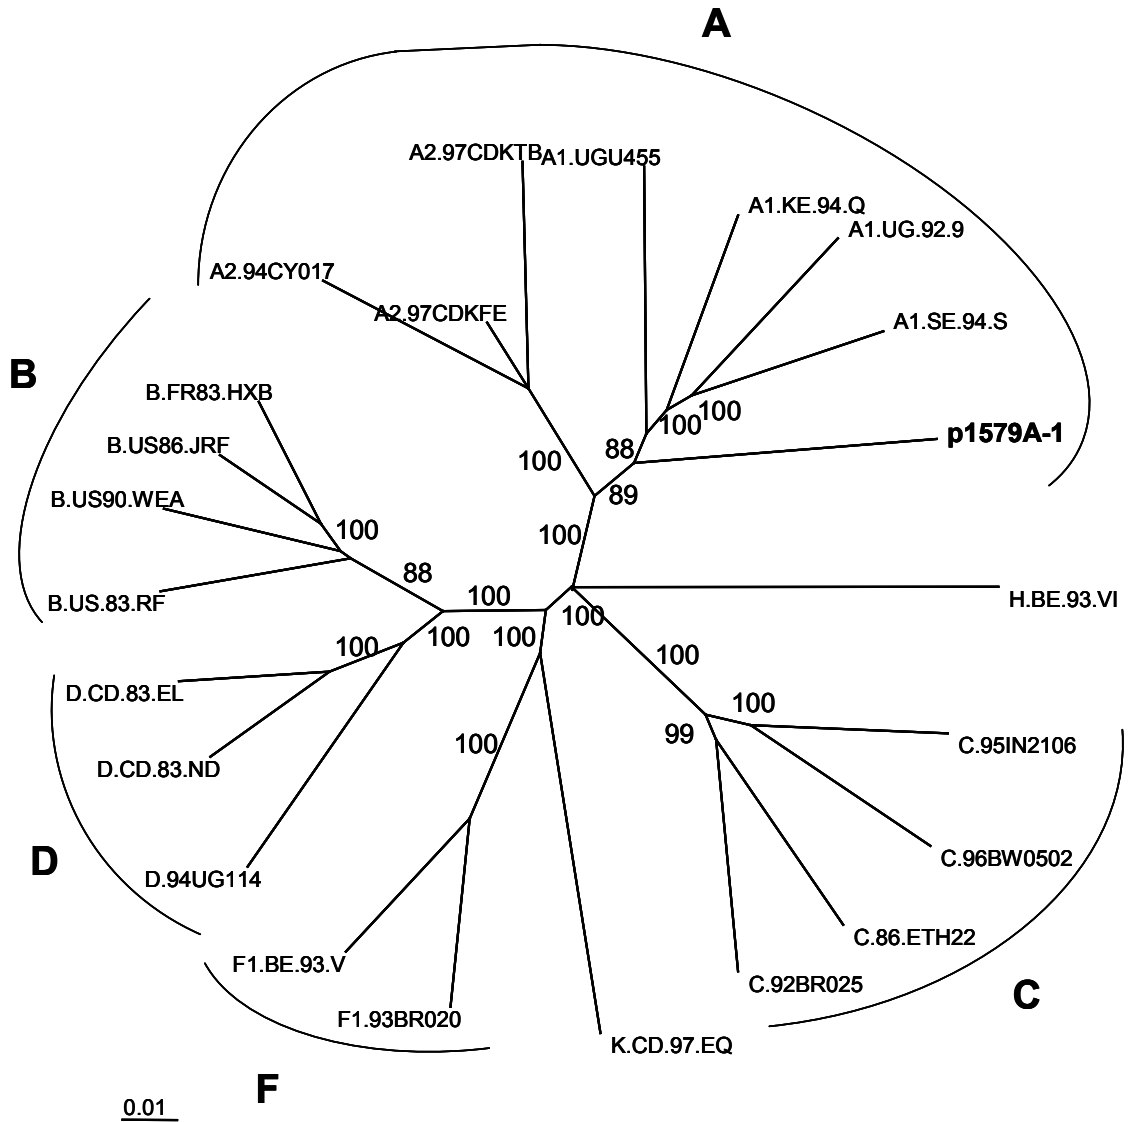 A
A2.97CDKTB
A1.UGU455
A1.KE.94.Q
A1.UG.92.9
A2.94CY017
A2.97CDKFE
A1.SE.94.S
B
B.FR83.HXB
100
100
p1579A-1
B.US86.JRF
88
100
B.US90.WEA
89
100
100
88
100
H.BE.93.VI
B.US.83.RF
100
100
100
100
100
D.CD.83.EL
100
99
C.95IN2106
100
D.CD.83.ND
D
D.94UG114
C.96BW0502
C.86.ETH22
F1.BE.93.V
C.92BR025
C
F1.93BR020
K.CD.97.EQ
F
0.01